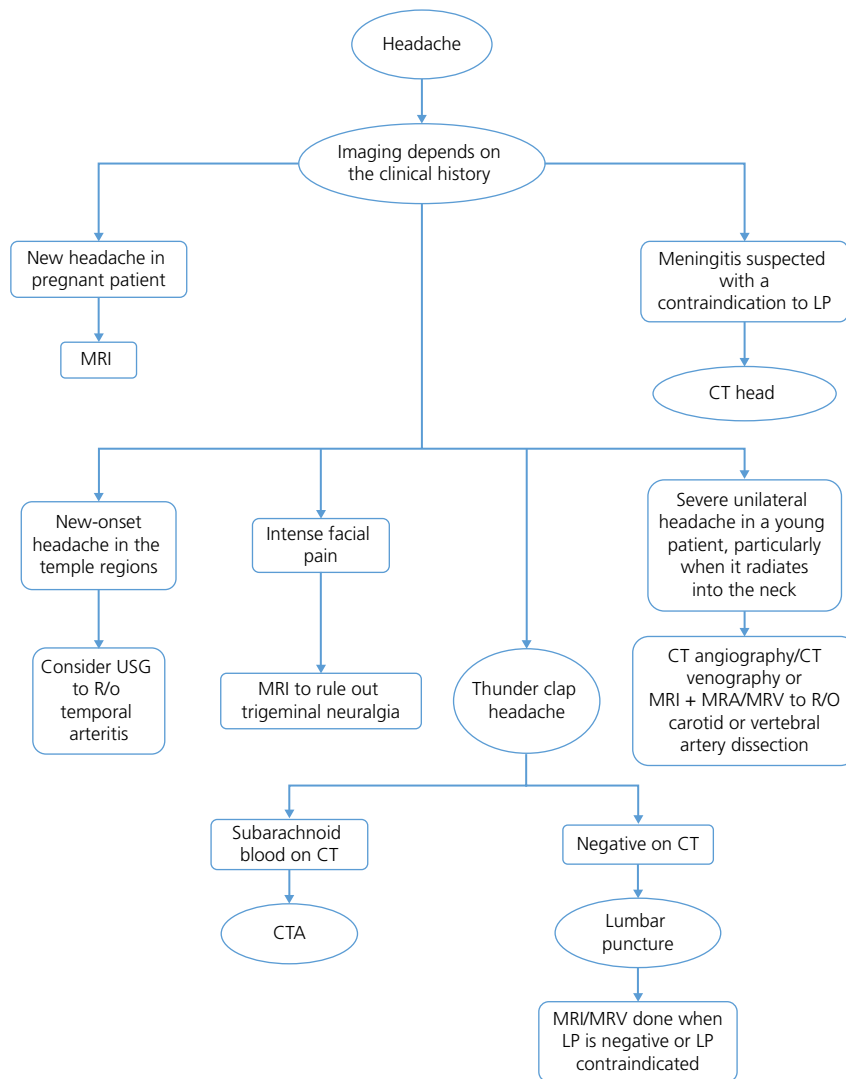 Headache
Imaging depends on
the clinical history
New headache in
pregnant patient
MRI
Meningitis suspected
with a
contraindication to LP
CT head
New-onset
headache in the
temple regions
Consider USG
to R/o
temporal
arteritis
Intense facial
pain
MRI to rule out
trigeminal neuralgia
Thunder clap
headache
Severe unilateral
headache in a young
patient, particularly
when it radiates
into the neck
CT angiography/CT
venography or
MRI + MRA/MRV to R/O
carotid or vertebral
artery dissection
Subarachnoid
blood on CT
CTA
Negative on CT
Lumbar
puncture
MRI/MRV done when
LP is negative or LP
contraindicated